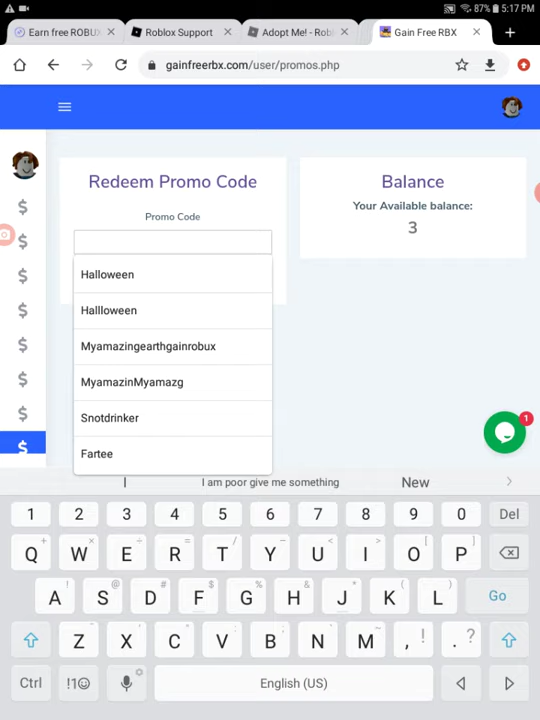 87% 5:17 PM
Earn free ROBUX
Roblox Support
Adopt Me! - Robl
Gain Free RBX
gainfreerbx.com/user/promos.php
Redeem Promo Code
Promo Code
Balance
Your Available balance:
3
Halloween
Hallloween
Myamazingearthgainrobux
MyamazinMyamazg
Snotdrinker
Fartee
$
$
$
$
$
$
$
$
1
I
I am poor give me something
New
1 2 3 4 5 6 7 8 9 0 Del
Q + W × E ÷ R = T / Y _ U < I > O [ P ]
A ! S @ D # F $ G % H & J * K ( L ) Go
Z - X ' C " V : B ; N M , ! . ?
Ctrl !1☺ English (US)